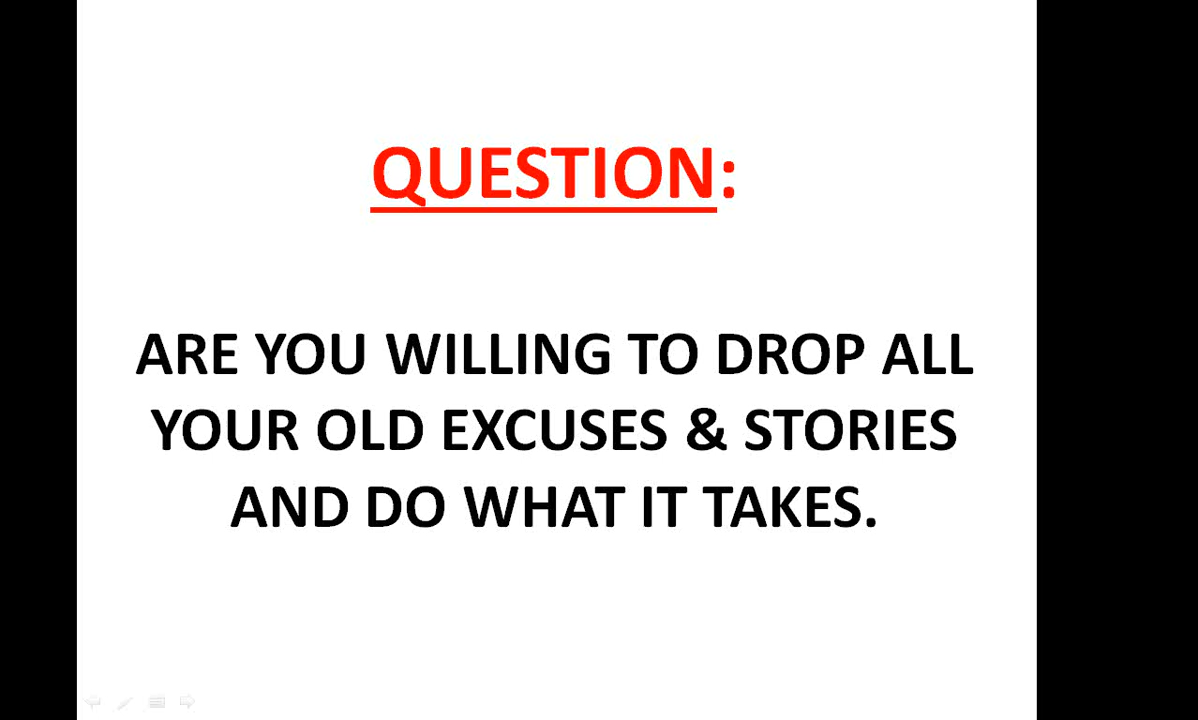 QUESTION:
ARE YOU WILLING TO DROP ALL
YOUR OLD EXCUSES & STORIES
AND DO WHAT IT TAKES.